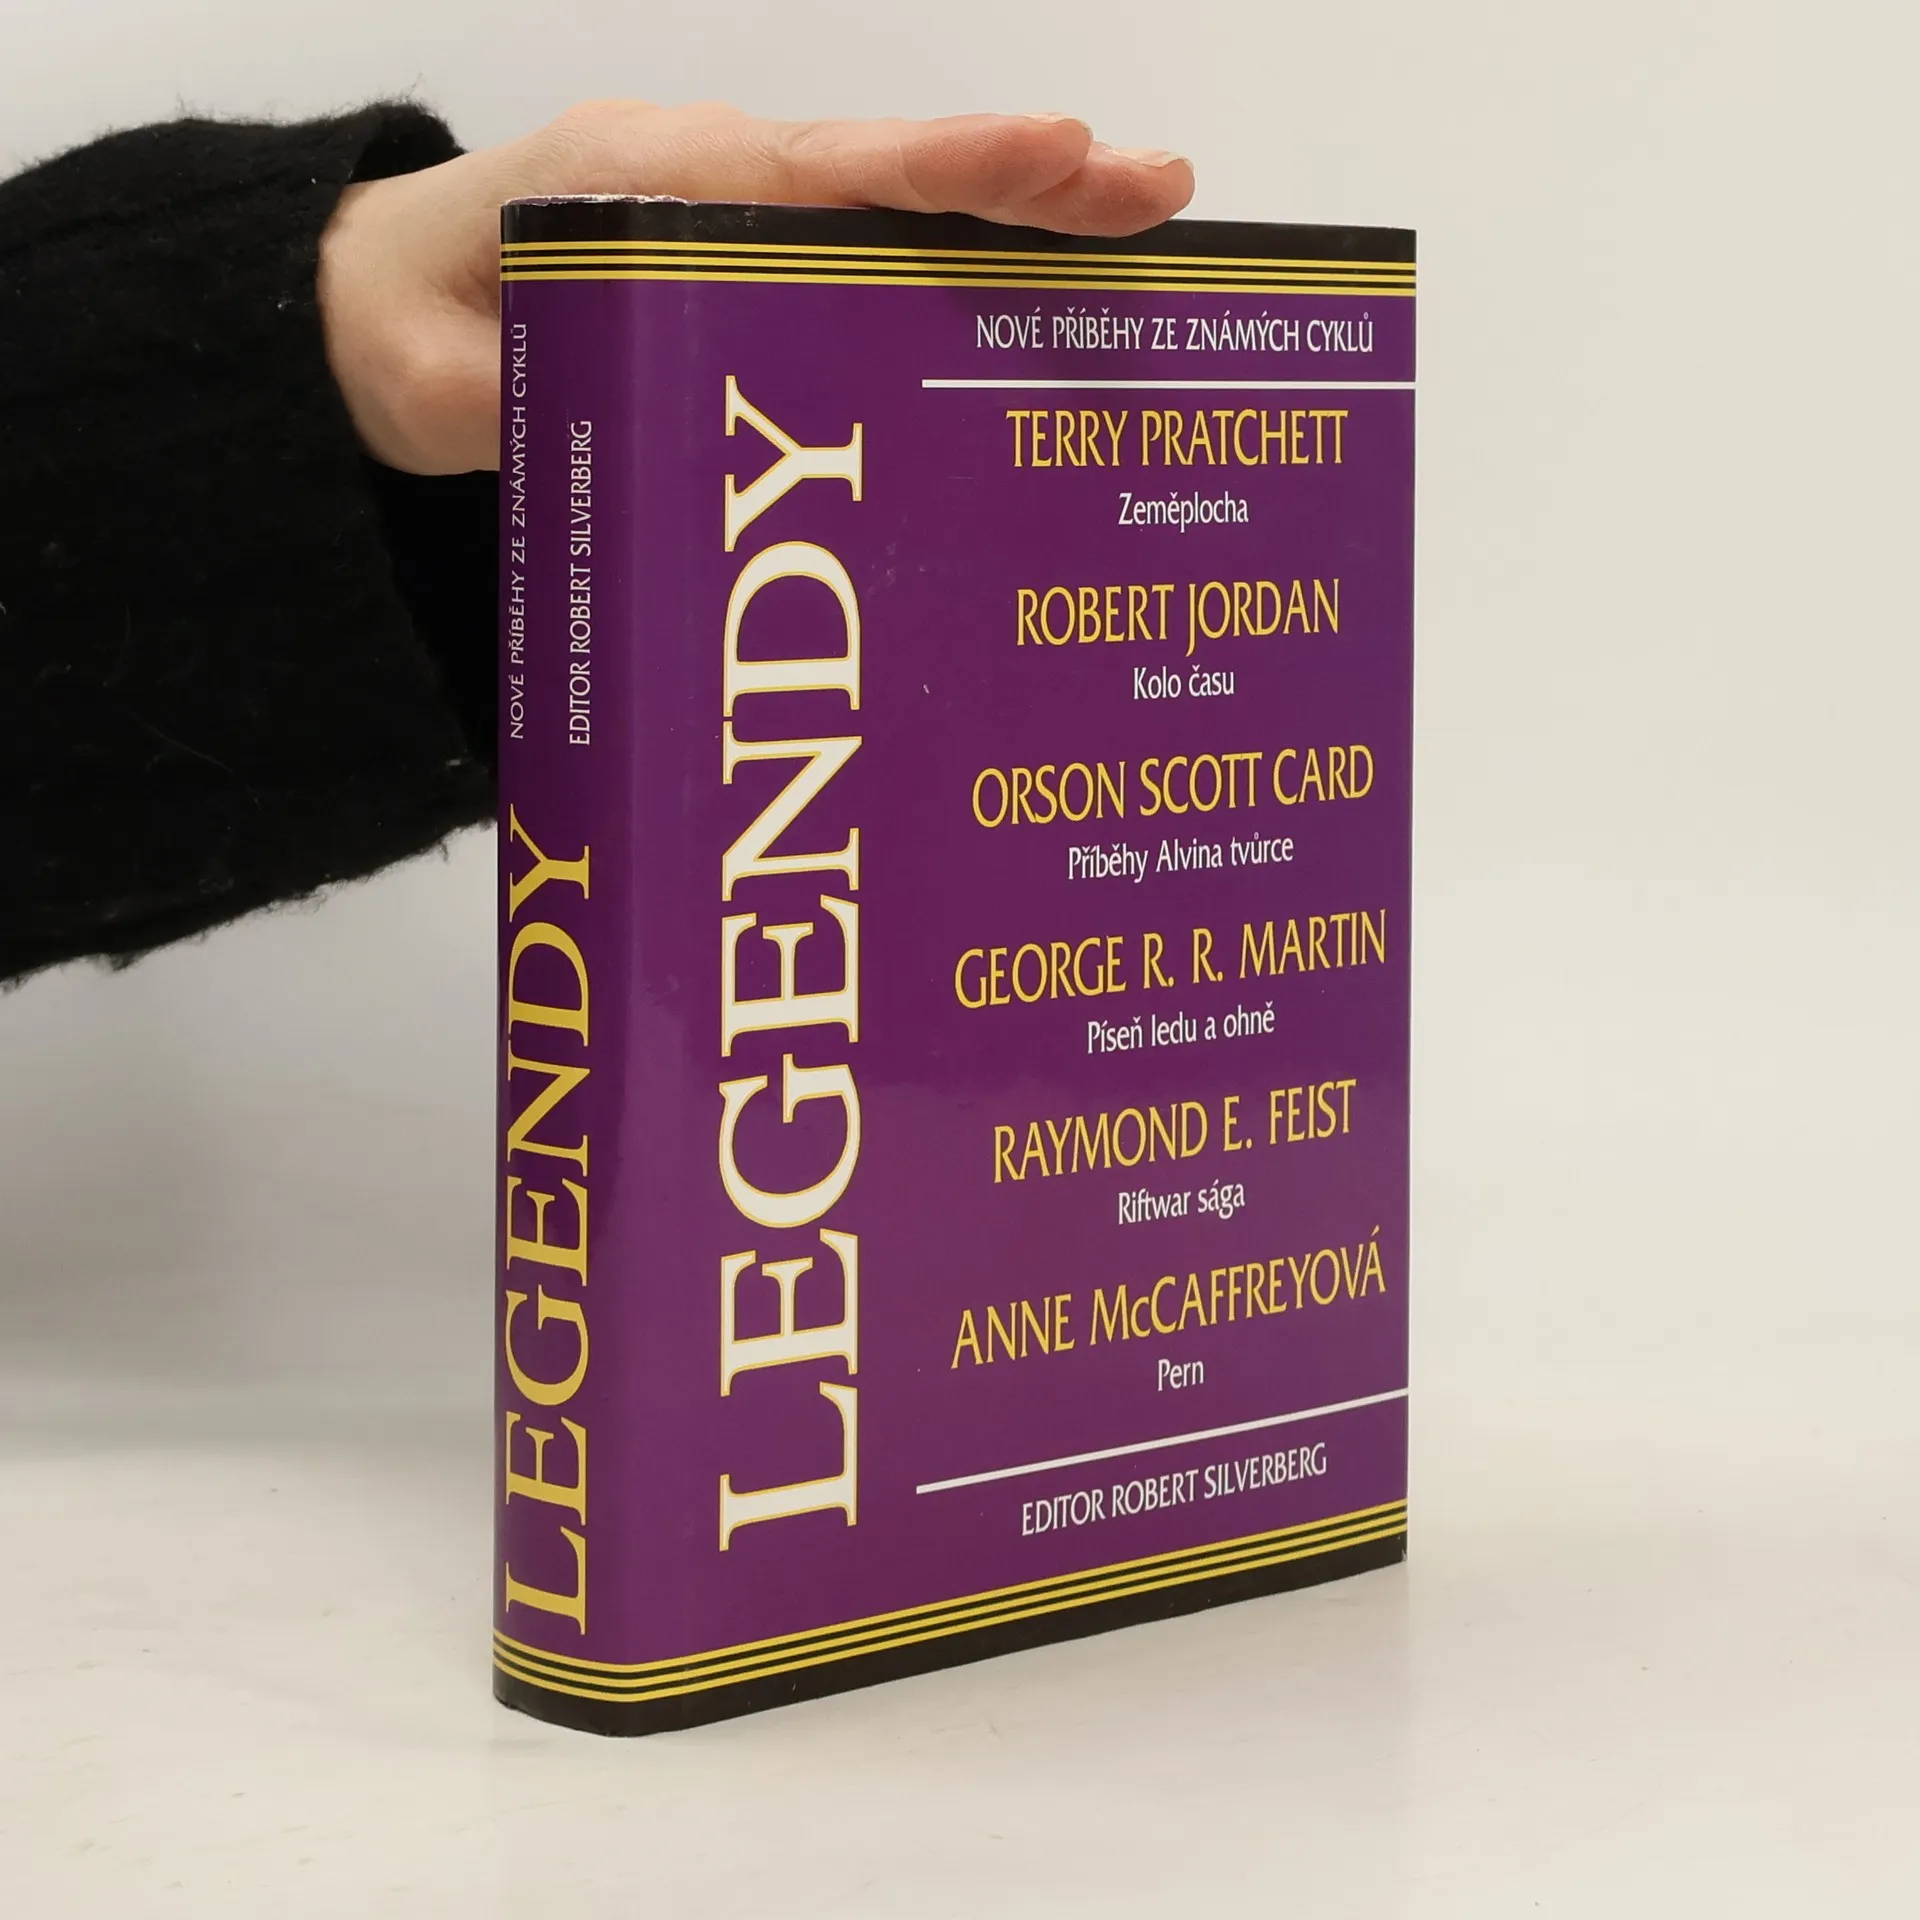 NOVÉ PŘÍBĚHY ZE ZNÁMÝCH CYKLŮ
EDITOR ROBERT SILVERBERG
LEGENDY
LEGENDY
NOVÉ PŘÍBĚHY ZE ZNÁMÝCH CYKLŮ
TERRY PRATCHETT
Zeměplocha
ROBERT JORDAN
Kolo času
ORSON SCOTT CARD
Příběhy Alvina tvůrce
GEORGE R. R. MARTIN
Píseň ledu a ohně
RAYMOND E. FEIST
Riftwar sága
ANNE McCAFFREYOVÁ
Pern
EDITOR ROBERT SILVERBERG